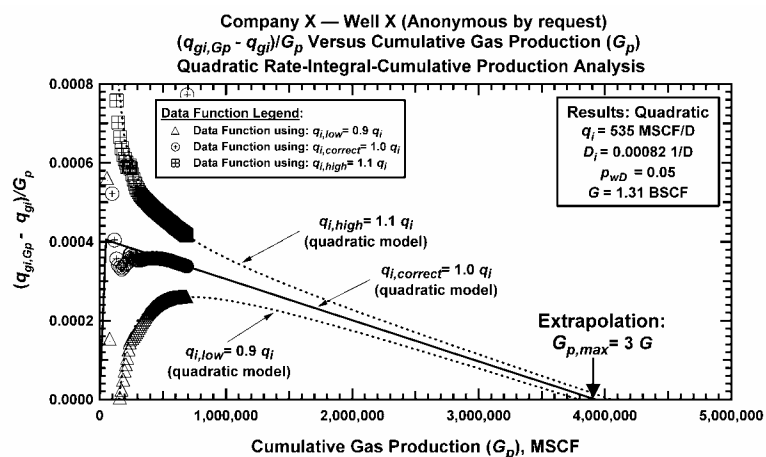 Company X — Well X (Anonymous by request)
(qgi,Gp - qgi)/Gp Versus Cumulative Gas Production (Gp)
Quadratic Rate-Integral-Cumulative Production Analysis
0.0008
0.0006
0.0004
0.0002
0.0000
(qgi,Gp - qgi)/Gp
Data Function Legend:
Data Function using: qi,low= 0.9 qi
Data Function using: qi,correct= 1.0 qi
Data Function using: qi,high= 1.1 qi
Results: Quadratic
qi = 535 MSCF/D
Di = 0.00082 1/D
pwD = 0.05
G = 1.31 BSCF
qi,high= 1.1 qi
(quadratic model)
qi,correct= 1.0 qi
(quadratic model)
qi,low= 0.9 qi
(quadratic model)
Extrapolation:
Gp,max= 3 G
0
1,000,000
2,000,000
3,000,000
4,000,000
5,000,000
Cumulative Gas Production (Gp), MSCF